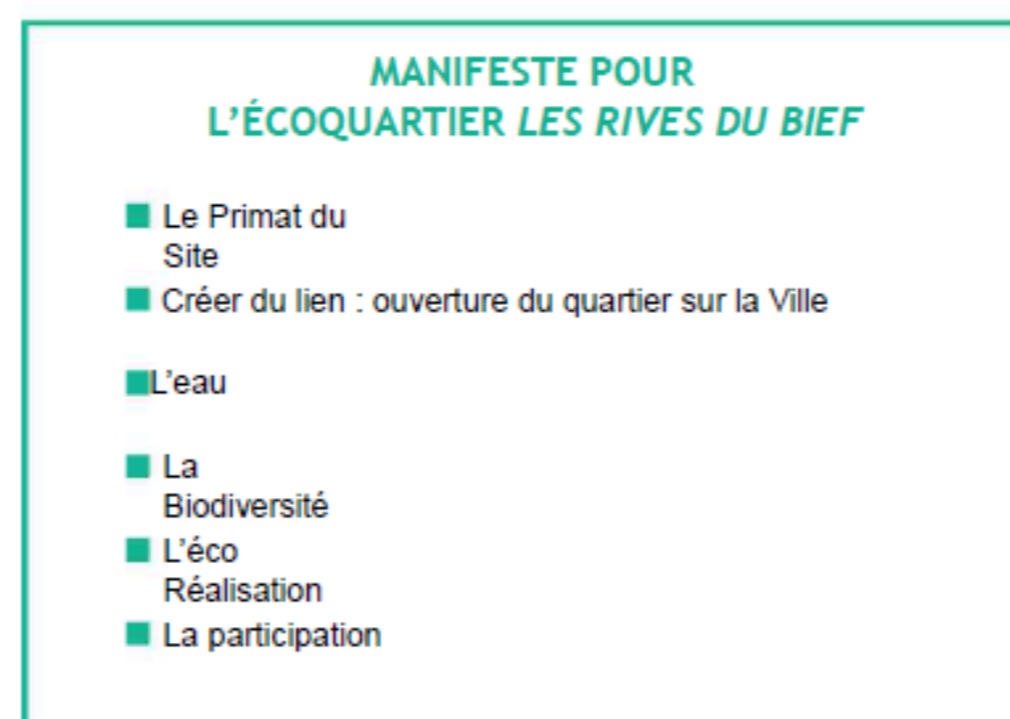 MANIFESTE POUR
L’ÉCOQUARTIER LES RIVES DU BIEF
Le Primat du
Site
Créer du lien : ouverture du quartier sur la Ville
L’eau
La
Biodiversité
L’éco
Réalisation
La participation